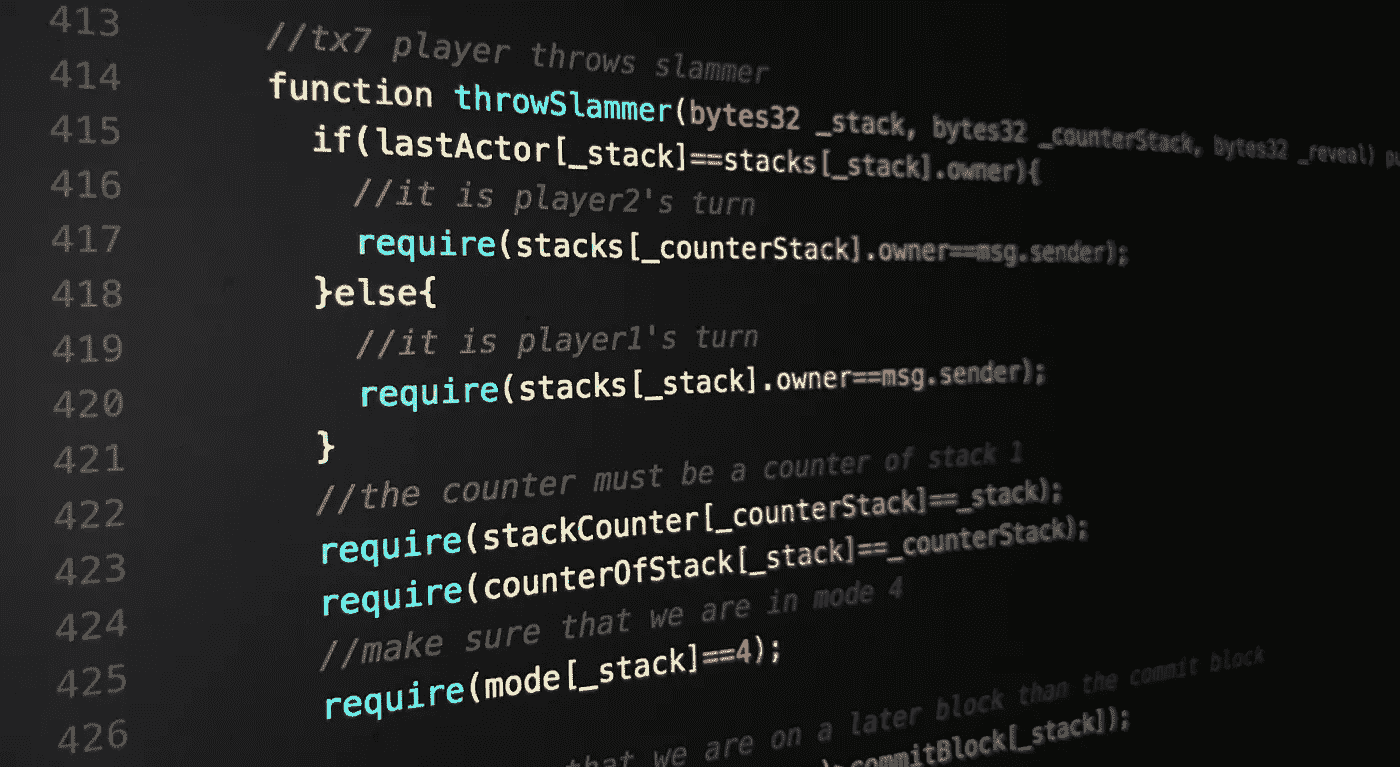 413 //tx7 player throws slammer
414 function throwSlammer(bytes32 _stack, bytes32 _counterStack, bytes32 _reveal)
415 if(lastActor[_stack]==stacks[_stack].owner){
416 //it is player2's turn
417 require(stacks[_counterStack].owner==msg.sender);
418 }else{
419 //it is player1's turn
420 require(stacks[_stack].owner==msg.sender);
421 }
422 //the counter must be a counter of stack 1
423 require(stackCounter[_counterStack]==_stack);
424 require(counterOfStack[_stack]==_counterStack);
425 //make sure that we are in mode 4
426 require(mode[_stack]==4);
that we are on a later block than the commit block
commitBlock[_stack]);